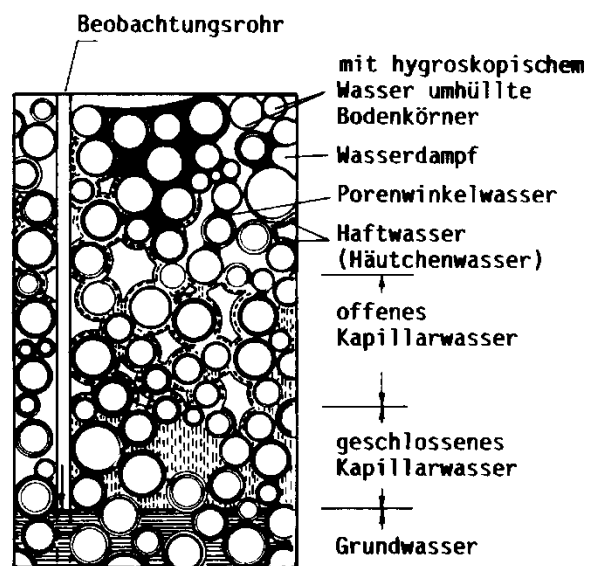 Beobachtungsrohr
mit hygroskopischem
Wasser umhüllte
Bodenkörner
Wasserdampf
Porenwinkelwasser
Haftwasser
(Häutchenwasser)
offenes
Kapillarwasser
geschlossenes
Kapillarwasser
Grundwasser